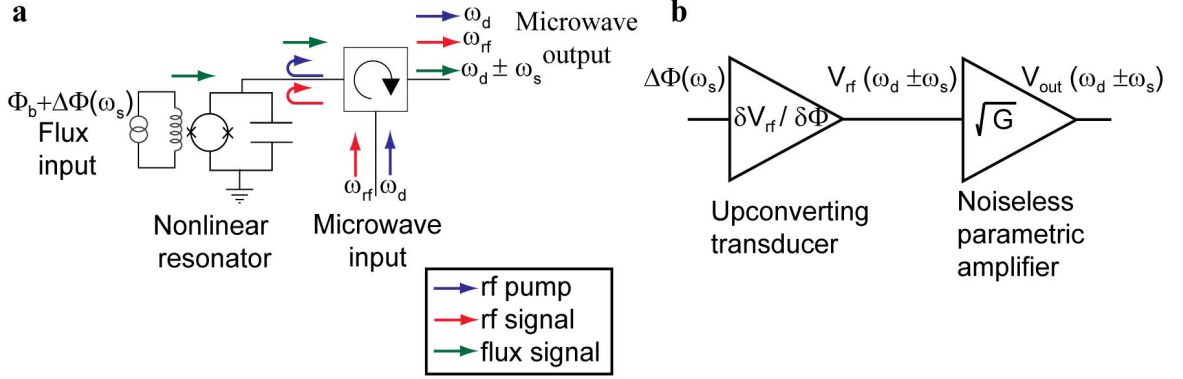 a
ω_d
ω_rf
ω_d ± ω_s
Microwave
output
Φ_b+ΔΦ(ω_s)
Flux
input
ω_rf ω_d
Nonlinear
resonator
Microwave
input
rf pump
rf signal
flux signal
b
ΔΦ(ω_s)
δV_rf / δΦ
V_rf (ω_d ±ω_s)
√G
V_out (ω_d ±ω_s)
Upconverting
transducer
Noiseless
parametric
amplifier